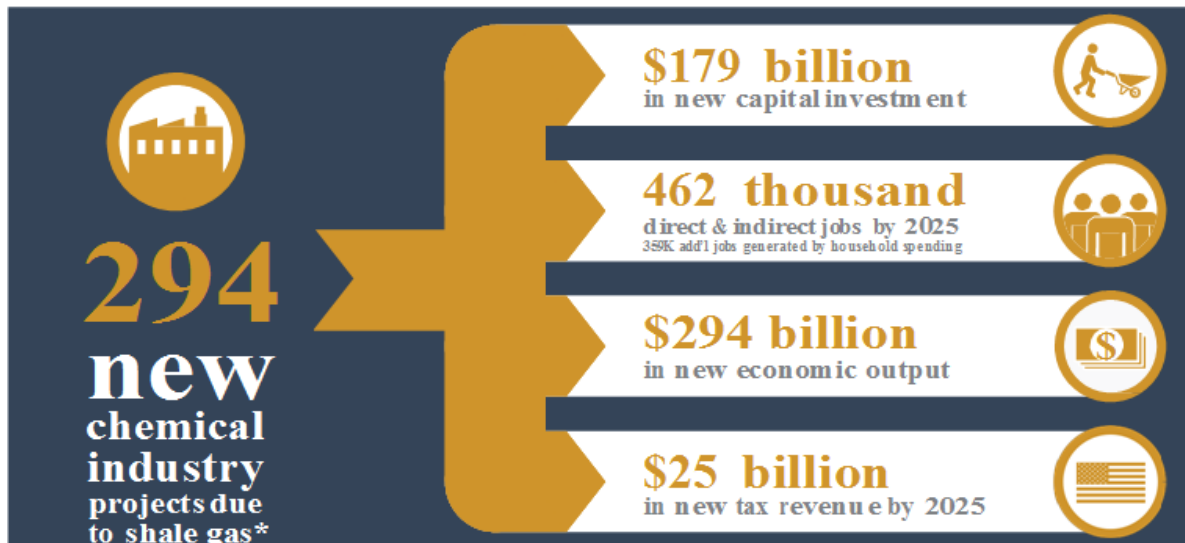 294
new
chemical
industry
projects due
to shale gas*
$179 billion
in new capital investment
462 thousand
direct & indirect jobs by 2025
359K add'l jobs generated by household spending
$294 billion
in new economic output
$25 billion
in new tax revenue by 2025
$